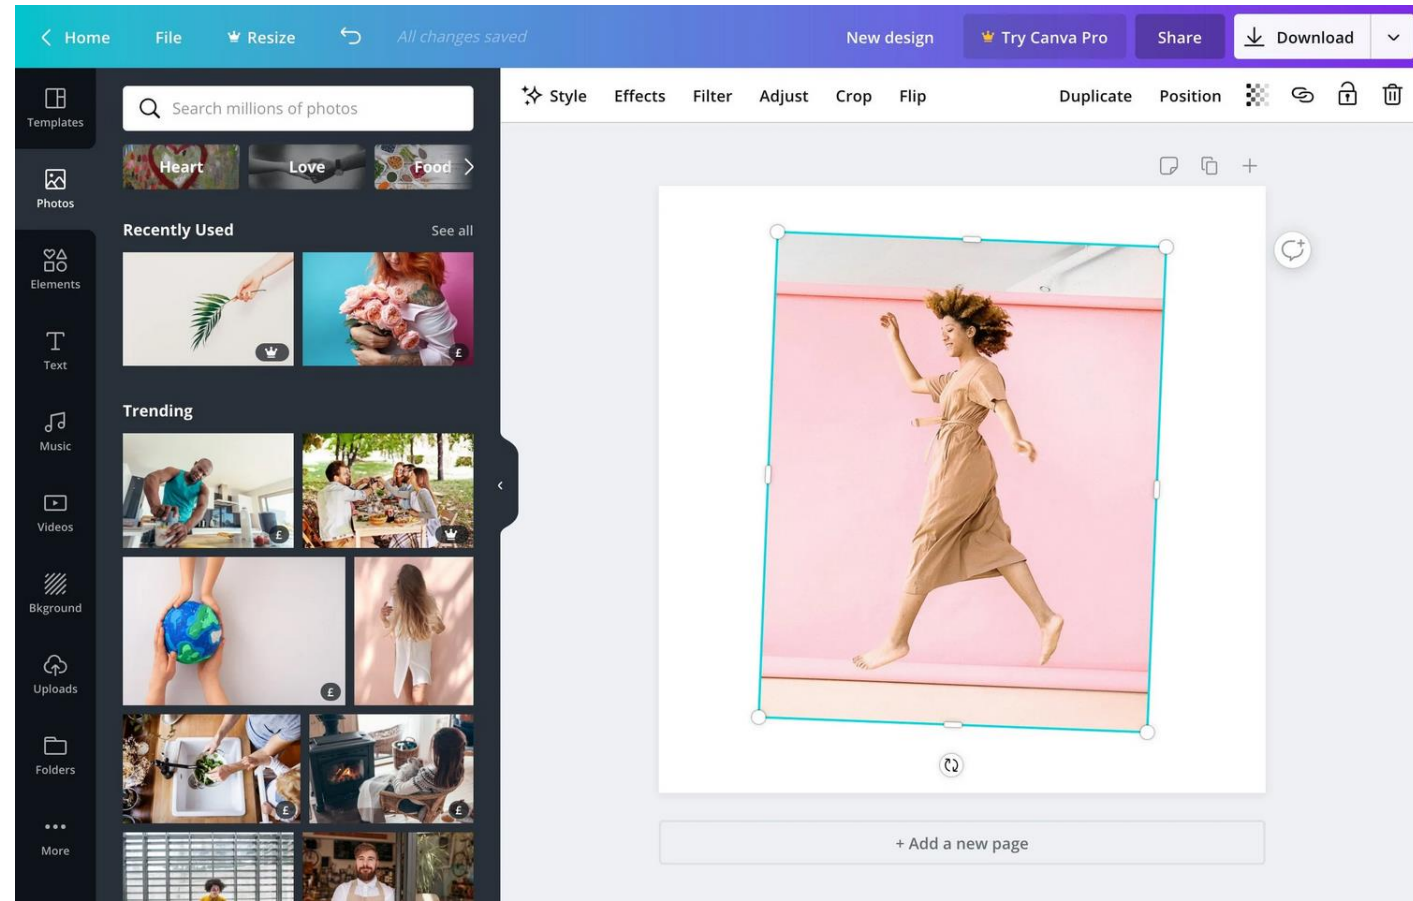 Home
File
Resize
All changes saved
New design
Try Canva Pro
Share
Download
Templates
Photos
Elements
Text
Music
Videos
Bkground
Uploads
Folders
More
Search millions of photos
Heart
Love
Food
Recently Used
See all
£
Trending
£
£
£
£
Style
Effects
Filter
Adjust
Crop
Flip
Duplicate
Position
+ Add a new page